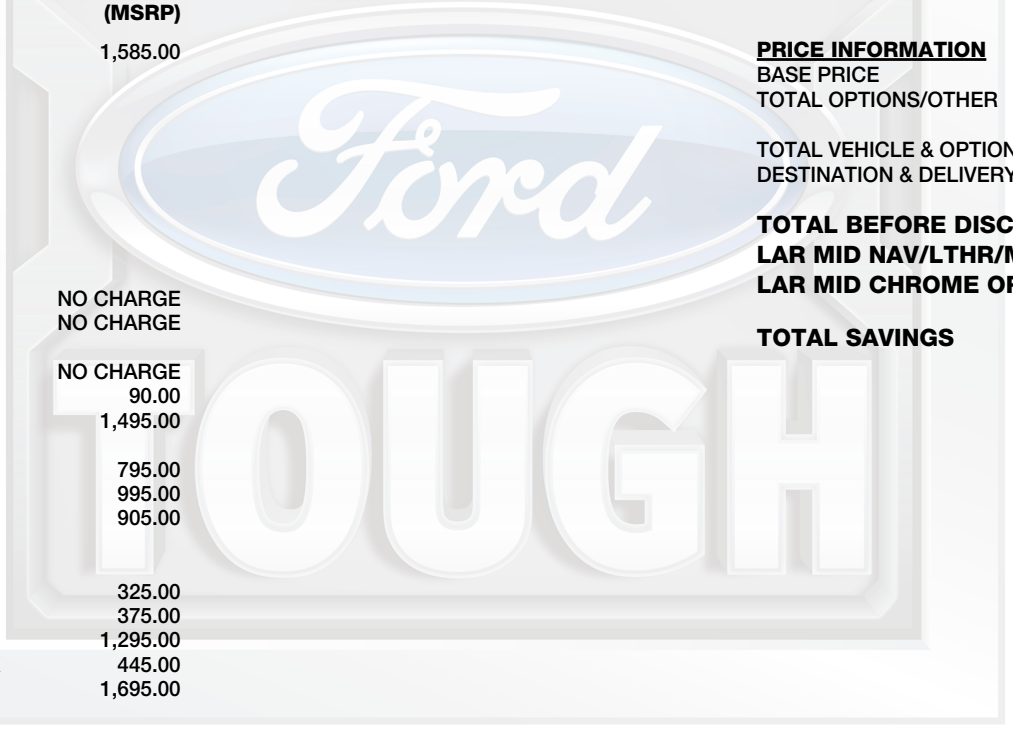 (MSRP)
1,585.00
NO CHARGE
NO CHARGE
NO CHARGE
90.00
1,495.00
795.00
995.00
905.00
325.00
375.00
1,295.00
445.00
1,695.00
PRICE INFORMATION
BASE PRICE
TOTAL OPTIONS/OTHER
TOTAL VEHICLE & OPTION
DESTINATION & DELIVERY
TOTAL BEFORE DISC
LAR MID NAV/LTHR/M
LAR MID CHROME OF
TOTAL SAVINGS
Ford
TOUGH